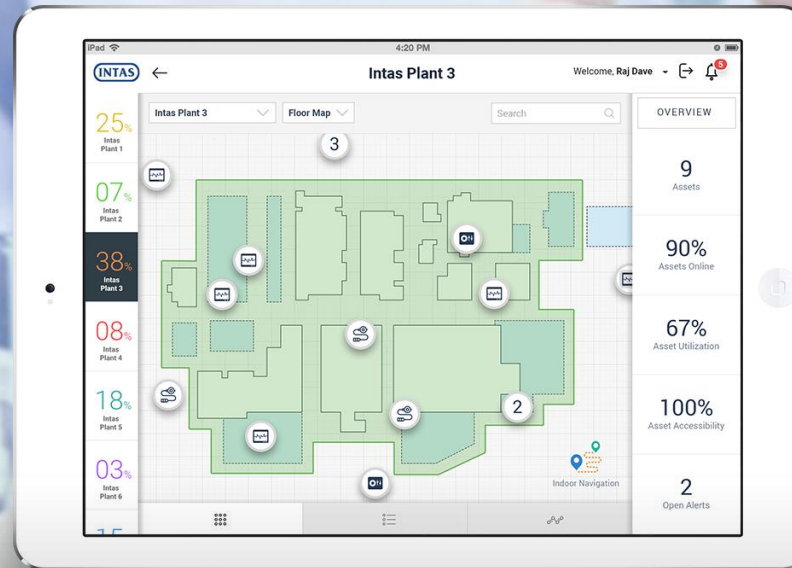 iPad
4:20 PM
INTAS
Intas Plant 3
Welcome, Raj Dave
5
25%
Intas
Plant 1
07%
Intas
Plant 2
38%
Intas
Plant 3
08%
Intas
Plant 4
18%
Intas
Plant 5
03%
Intas
Plant 6
Intas Plant 3
Floor Map
Search
3
2
Indoor Navigation
OVERVIEW
9
Assets
90%
Assets Online
67%
Asset Utilization
100%
Asset Accessibility
2
Open Alerts